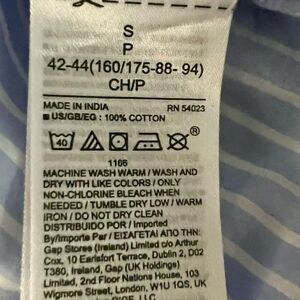 S
P
42-44(160/175-88- 94)
CH/P
MADE IN INDIA RN 54023
■ US/GB/EG : 100% COTTON
40
1166
MACHINE WASH WARM / WASH AND
DRY WITH LIKE COLORS / ONLY
NON-CHLORINE BLEACH WHEN
NEEDED / TUMBLE DRY LOW / WARM
IRON / DO NOT DRY CLEAN
DISTRIBUIDO POR / Imported
By/Importe Par / ΕΙΣΑΓΕΤΑΙ ΑΠΟ ΤΗΝ
Gap Stores (Ireland) Limited c/o Arthur
Cox, 10 Earlsfort Terrace, Dublin 2, D02
T380, Ireland, Gap (UK Holdings)
Limited, 2nd Floor Nations House, 103
Wigmore Street, London W1U 1QS, UK